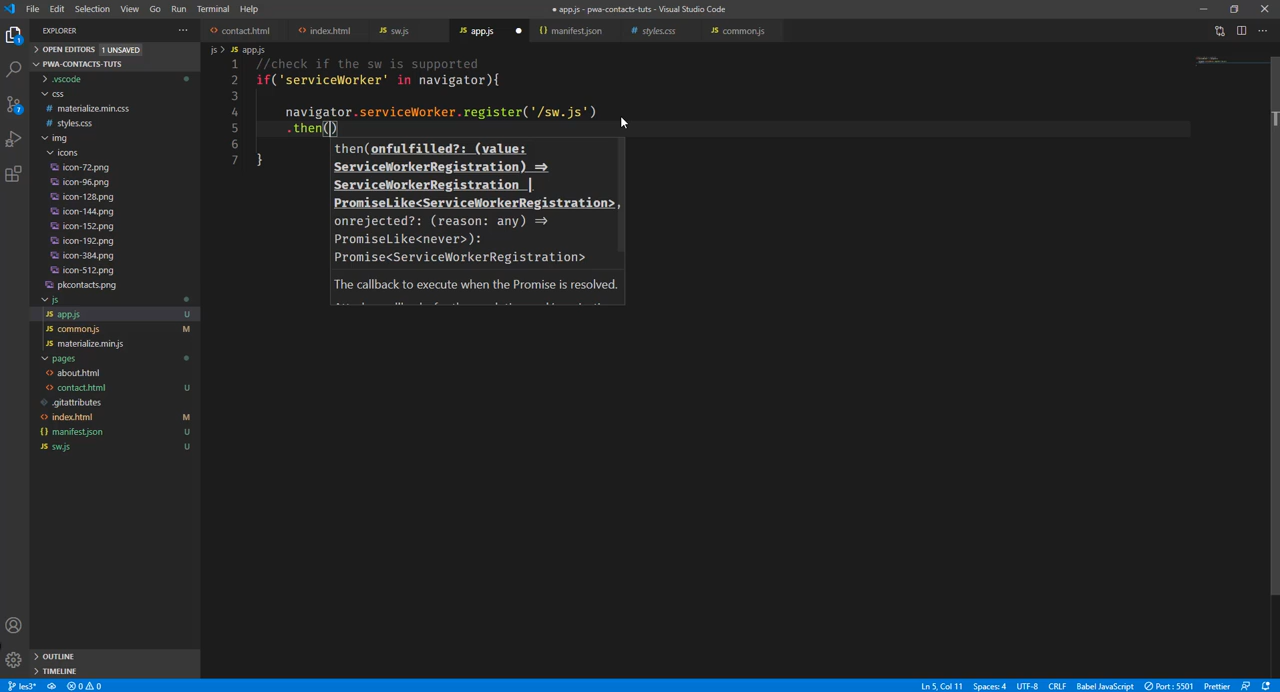 File Edit Selection View Go Run Terminal Help
● app.js - pwa-contacts-tuts - Visual Studio Code
EXPLORER
contact.html index.html sw.js app.js manifest.json styles.css common.js
OPEN EDITORS 1 UNSAVED
js > JS app.js
PWA-CONTACTS-TUTS
.vscode
css
materialize.min.css
styles.css
img
icons
icon-72.png
icon-96.png
icon-128.png
icon-144.png
icon-152.png
icon-192.png
icon-384.png
icon-512.png
pkcontacts.png
js
JS app.js U
JS common.js M
JS materialize.min.js
pages
about.html
contact.html U
.gitattributes
index.html M
manifest.json U
JS sw.js U
OUTLINE
TIMELINE
1 //check if the sw is supported
2 if('serviceWorker' in navigator){
3
4 navigator.serviceWorker.register('/sw.js')
5 .then()
6
7 }
then(onfulfilled?: (value:
ServiceWorkerRegistration) ⇒
ServiceWorkerRegistration |
PromiseLike<ServiceWorkerRegistration>,
onrejected?: (reason: any) ⇒
PromiseLike<never>):
Promise<ServiceWorkerRegistration>
The callback to execute when the Promise is resolved.
les3* 0 0 Ln 5, Col 11 Spaces: 4 UTF-8 CRLF Babel JavaScript Port : 5501 Prettier